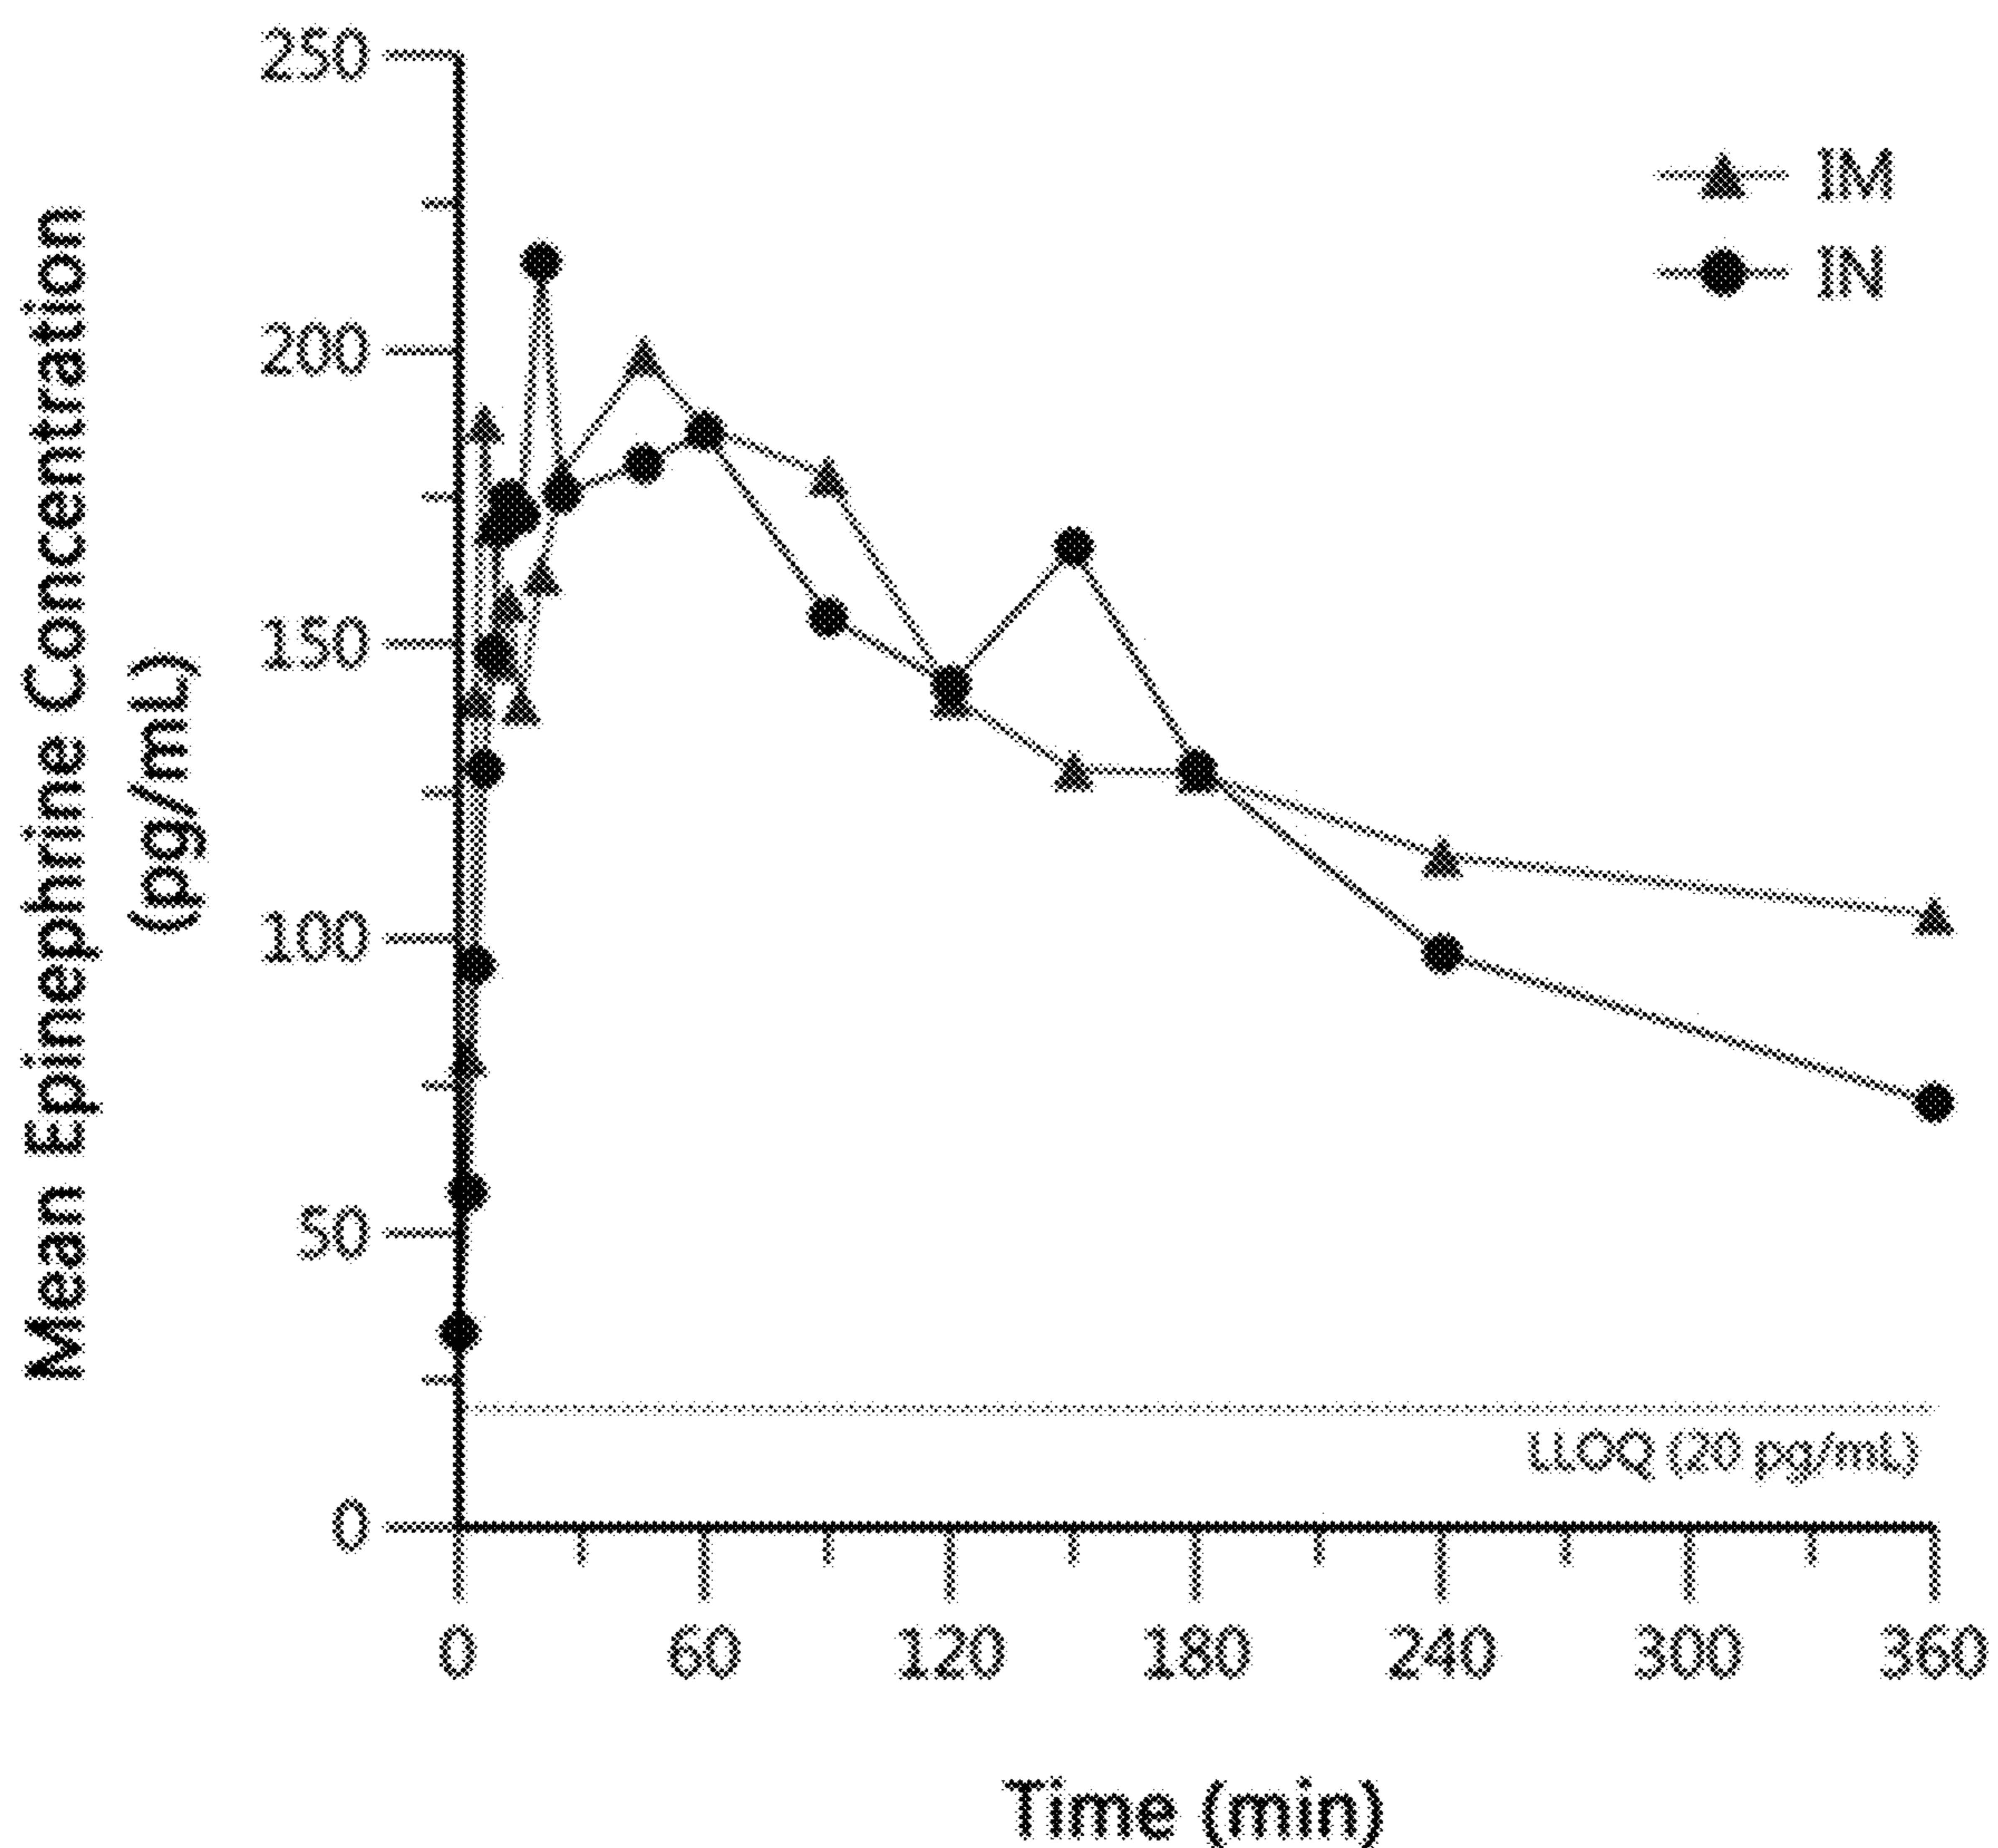 Mean Epinephrine Concentration
(pg/mL)
250
200
150
100
50
0
IM
IN
LLOQ (20 pg/mL)
0 60 120 180 240 300 360
Time (min)